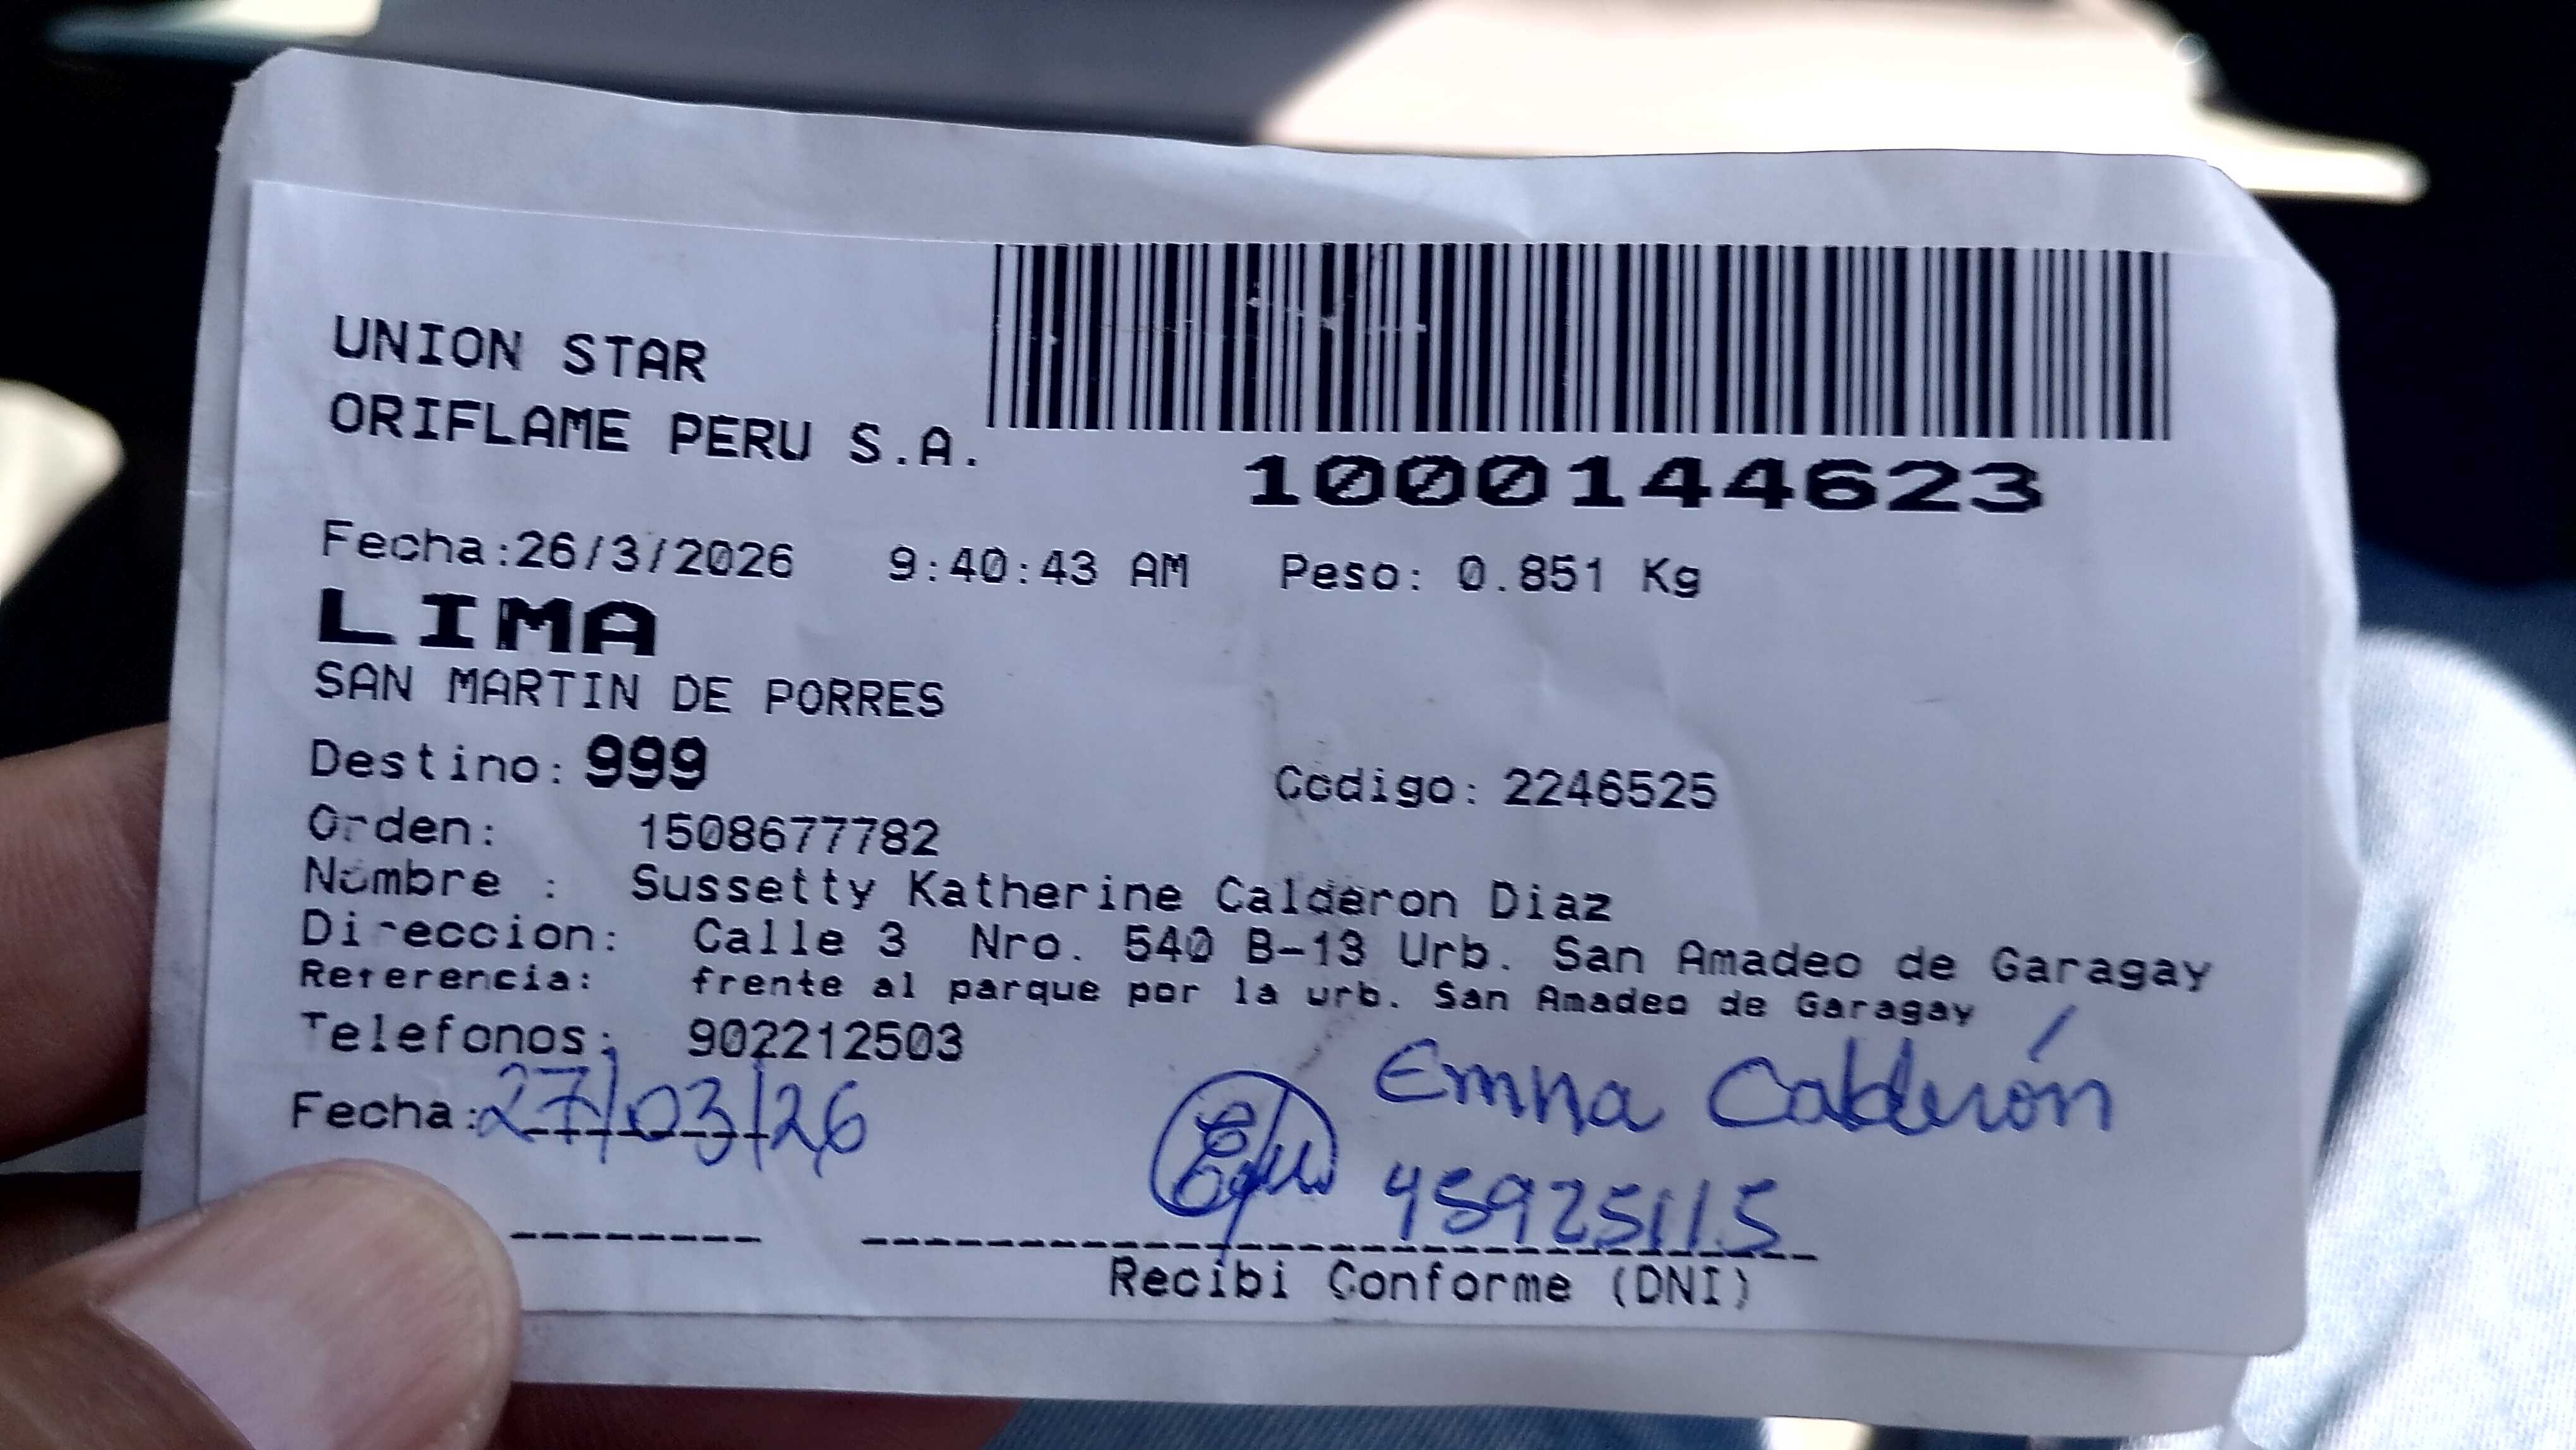 UNION STAR
ORIFLAME PERU S.A.
1000144623
Fecha:26/3/2026 9:40:43 AM Peso: 0.851 Kg
LIMA
SAN MARTIN DE PORRES
Destino: 999 Codigo: 2246525
Orden: 1508677782
Nombre : Sussetty Katherine Calderon Diaz
Direccion: Calle 3 Nro. 540 B-13 Urb. San Amadeo de Garagay
Referencia: frente al parque por la urb. San Amadeo de Garagay
Telefonos: 902212503
Emna Calderón
Fecha: 27/03/26
45925115
Recibi Conforme (DNI)